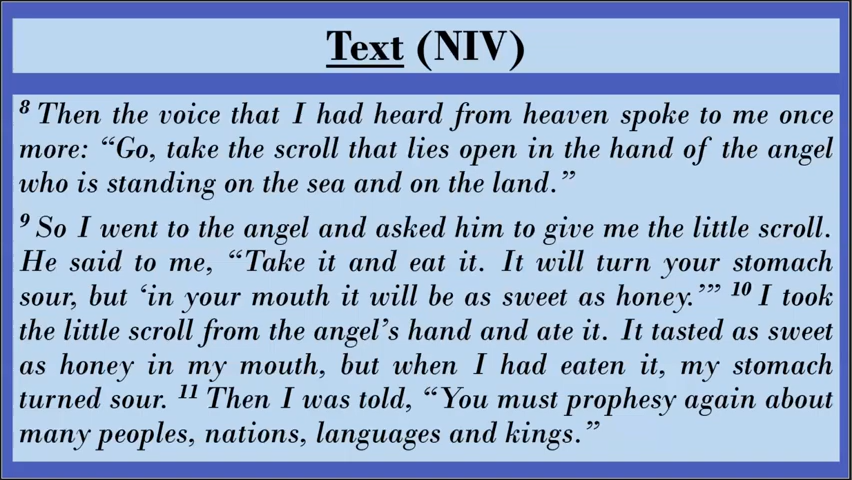 Text (NIV)
8 Then the voice that I had heard from heaven spoke to me once
more: “Go, take the scroll that lies open in the hand of the angel
who is standing on the sea and on the land.”
9 So I went to the angel and asked him to give me the little scroll.
He said to me, “Take it and eat it. It will turn your stomach
sour, but ‘in your mouth it will be as sweet as honey.’” 10 I took
the little scroll from the angel’s hand and ate it. It tasted as sweet
as honey in my mouth, but when I had eaten it, my stomach
turned sour. 11 Then I was told, “You must prophesy again about
many peoples, nations, languages and kings.”